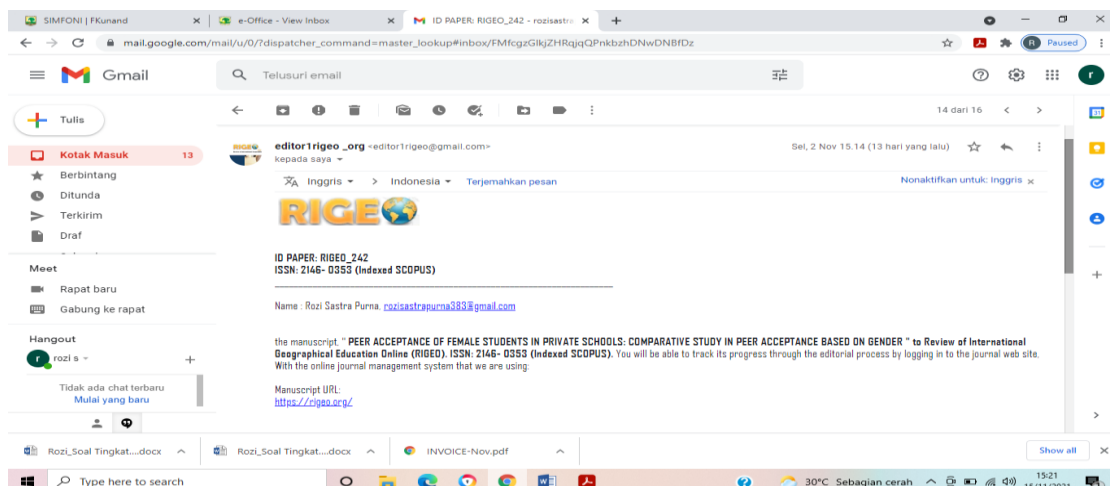 SIMFONI | FKunand
e-Office - View Inbox
ID PAPER: RIGEO_242 - rozisastra
mail.google.com/mail/u/0/?dispatcher_command=master_lookup#inbox/FMfcgzGlkjZHRqjqQPnkbzhDNwDNBfDz
R Paused
Gmail
Telusuri email
r
Tulis
14 dari 16
31
Kotak Masuk 13
Berbintang
Ditunda
Terkirim
Draf
Meet
Rapat baru
Gabung ke rapat
Hangout
r rozi s
Tidak ada chat terbaru
Mulai yang baru
RIGEO
editor1rigeo _org <editor1rigeo@gmail.com>
Sel, 2 Nov 15.14 (13 hari yang lalu)
kepada saya
Inggris > Indonesia Terjemahkan pesan
Nonaktifkan untuk: Inggris x
RIGEO
ID PAPER: RIGEO_242
ISSN: 2146- 0353 (Indexed SCOPUS)
Name : Rozi Sastra Purna, rozisastrapurna383@gmail.com
the manuscript, " PEER ACCEPTANCE OF FEMALE STUDENTS IN PRIVATE SCHOOLS: COMPARATIVE STUDY IN PEER ACCEPTANCE BASED ON GENDER " to Review of International
Geographical Education Online (RIGEO). ISSN: 2146- 0353 (Indexed SCOPUS). You will be able to track its progress through the editorial process by logging in to the journal web site.
With the online journal management system that we are using:
Manuscript URL:
https://rigeo.org/
Rozi_Soal Tingkat....docx
Rozi_Soal Tingkat....docx
INVOICE-Nov.pdf
Show all
Type here to search
30°C Sebagian cerah
15:21
15/11/2021